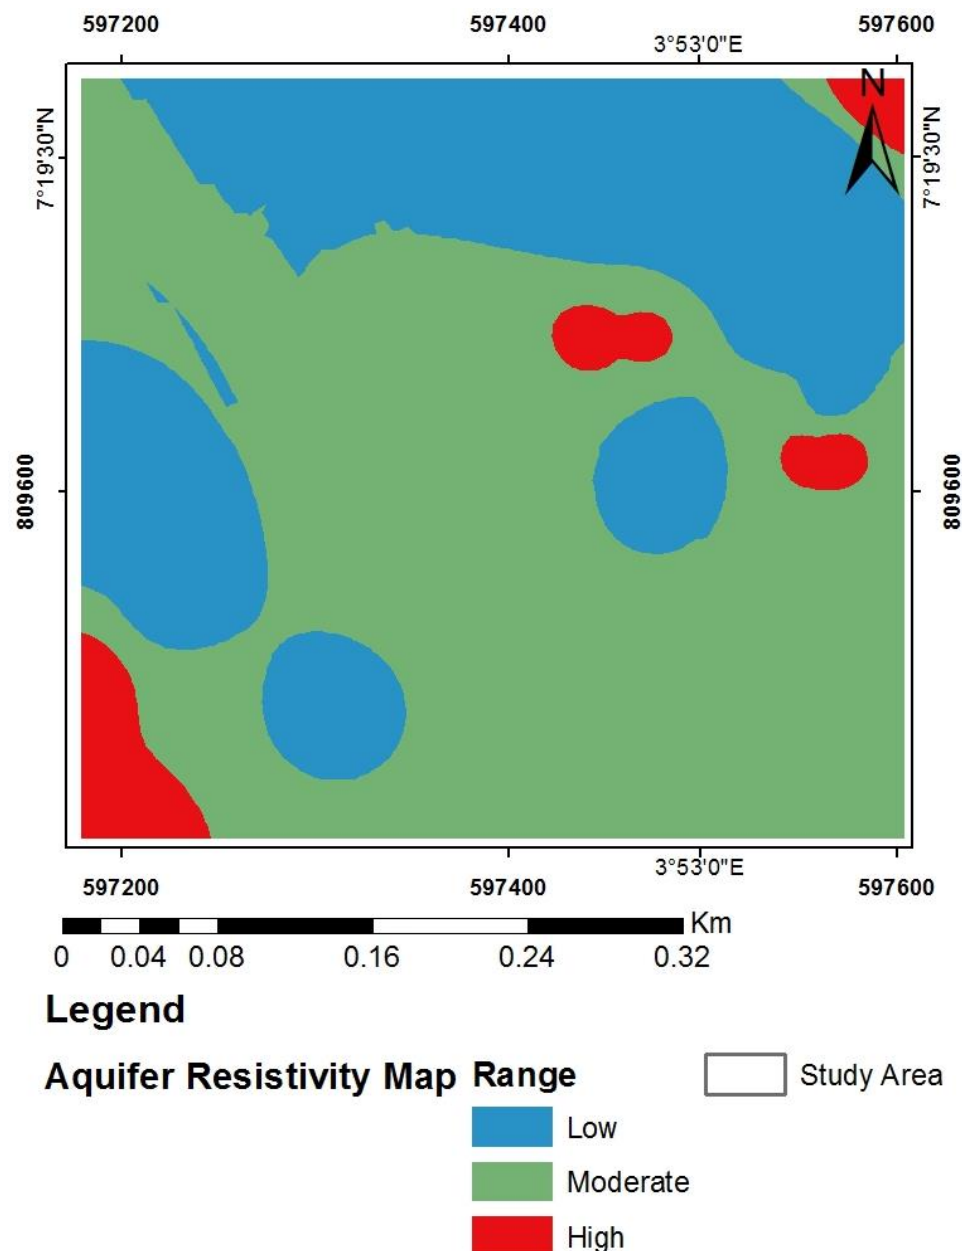 597200 597400 597600
3°53'0"E
N
7°19'30"N 7°19'30"N
809600 809600
3°53'0"E
597200 597400 597600
Km
0 0.04 0.08 0.16 0.24 0.32
Legend
Aquifer Resistivity Map Range Study Area
Low
Moderate
High